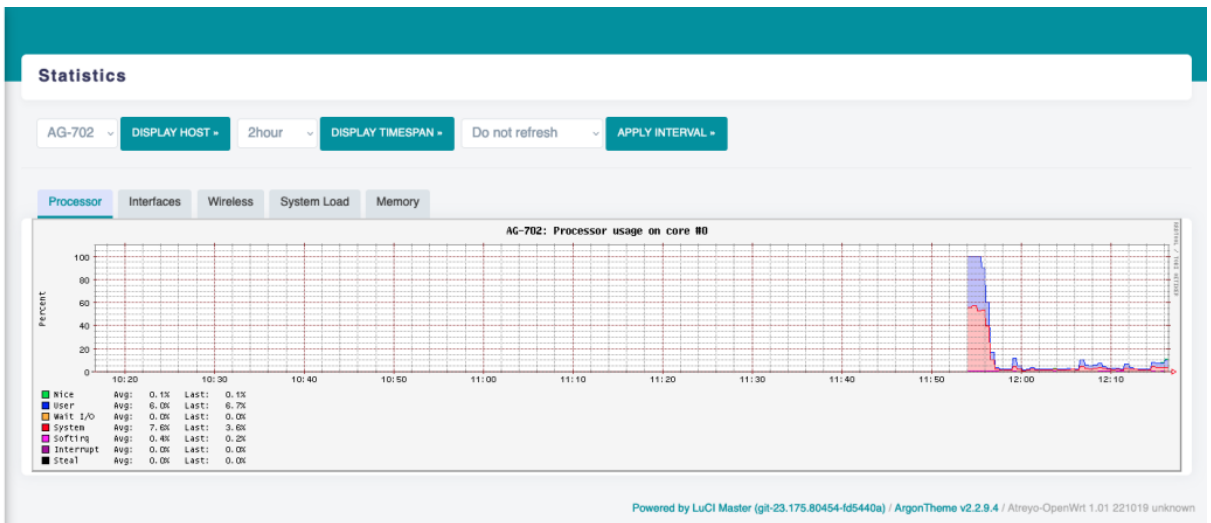 Statistics
AG-702 DISPLAY HOST » 2hour DISPLAY TIMESPAN » Do not refresh APPLY INTERVAL »
Processor Interfaces Wireless System Load Memory
AG-702: Processor usage on core #0
Percent
100
80
60
40
20
0
10:20 10:30 10:40 10:50 11:00 11:10 11:20 11:30 11:40 11:50 12:00 12:10
Nice Avg: 0.1% Last: 0.1%
User Avg: 6.0% Last: 6.7%
Wait I/O Avg: 0.0% Last: 0.0%
System Avg: 7.6% Last: 3.6%
Softirq Avg: 0.4% Last: 0.2%
Interrupt Avg: 0.0% Last: 0.0%
Steal Avg: 0.0% Last: 0.0%
Powered by LuCI Master (git-23.175.80454-fd5440a) / ArgonTheme v2.2.9.4 / Atreyo-OpenWrt 1.01 221019 unknown